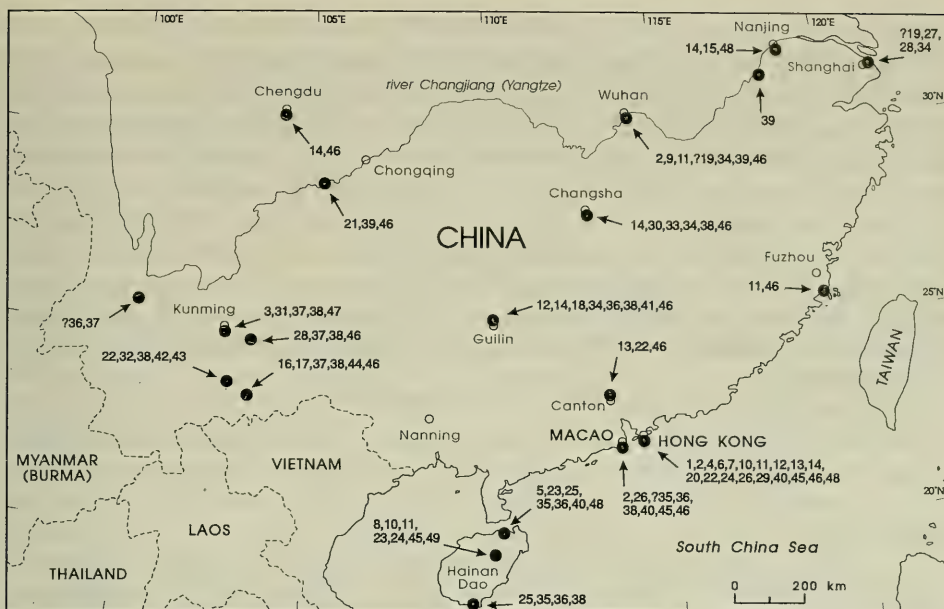 100°E
105°E
110°E
115°E
120°E
Nanjing
14,15,48
?19,27,
28,34
Shanghai
river Changjiang (Yangtze)
30°N
Chengdu
Wuhan
39
14,46
2,9,11,?19,34,39,46
Chongqing
Changsha
21,39,46
14,30,33,34,38,46
CHINA
Fuzhou
11,46
25°N
?36,37
Kunming
3,31,37,38,47
28,37,38,46
12,14,18,34,36,38,41,46
Guilin
22,32,38,42,43
16,17,37,38,44,46
13,22,46
TAIWAN
Canton
Nanning
MACAO
HONG KONG
MYANMAR
(BURMA)
VIETNAM
1,2,4,6,7,10,11,12,13,14,
20,22,24,26,29,40,45,46,48
5,23,25,
35,36,40,48
2,26,?35,36,
38,40,45,46
20°N
LAOS
8,10,11,
23,24,45,49
South China Sea
THAILAND
Hainan
Dao
0 200 km
25,35,36,38